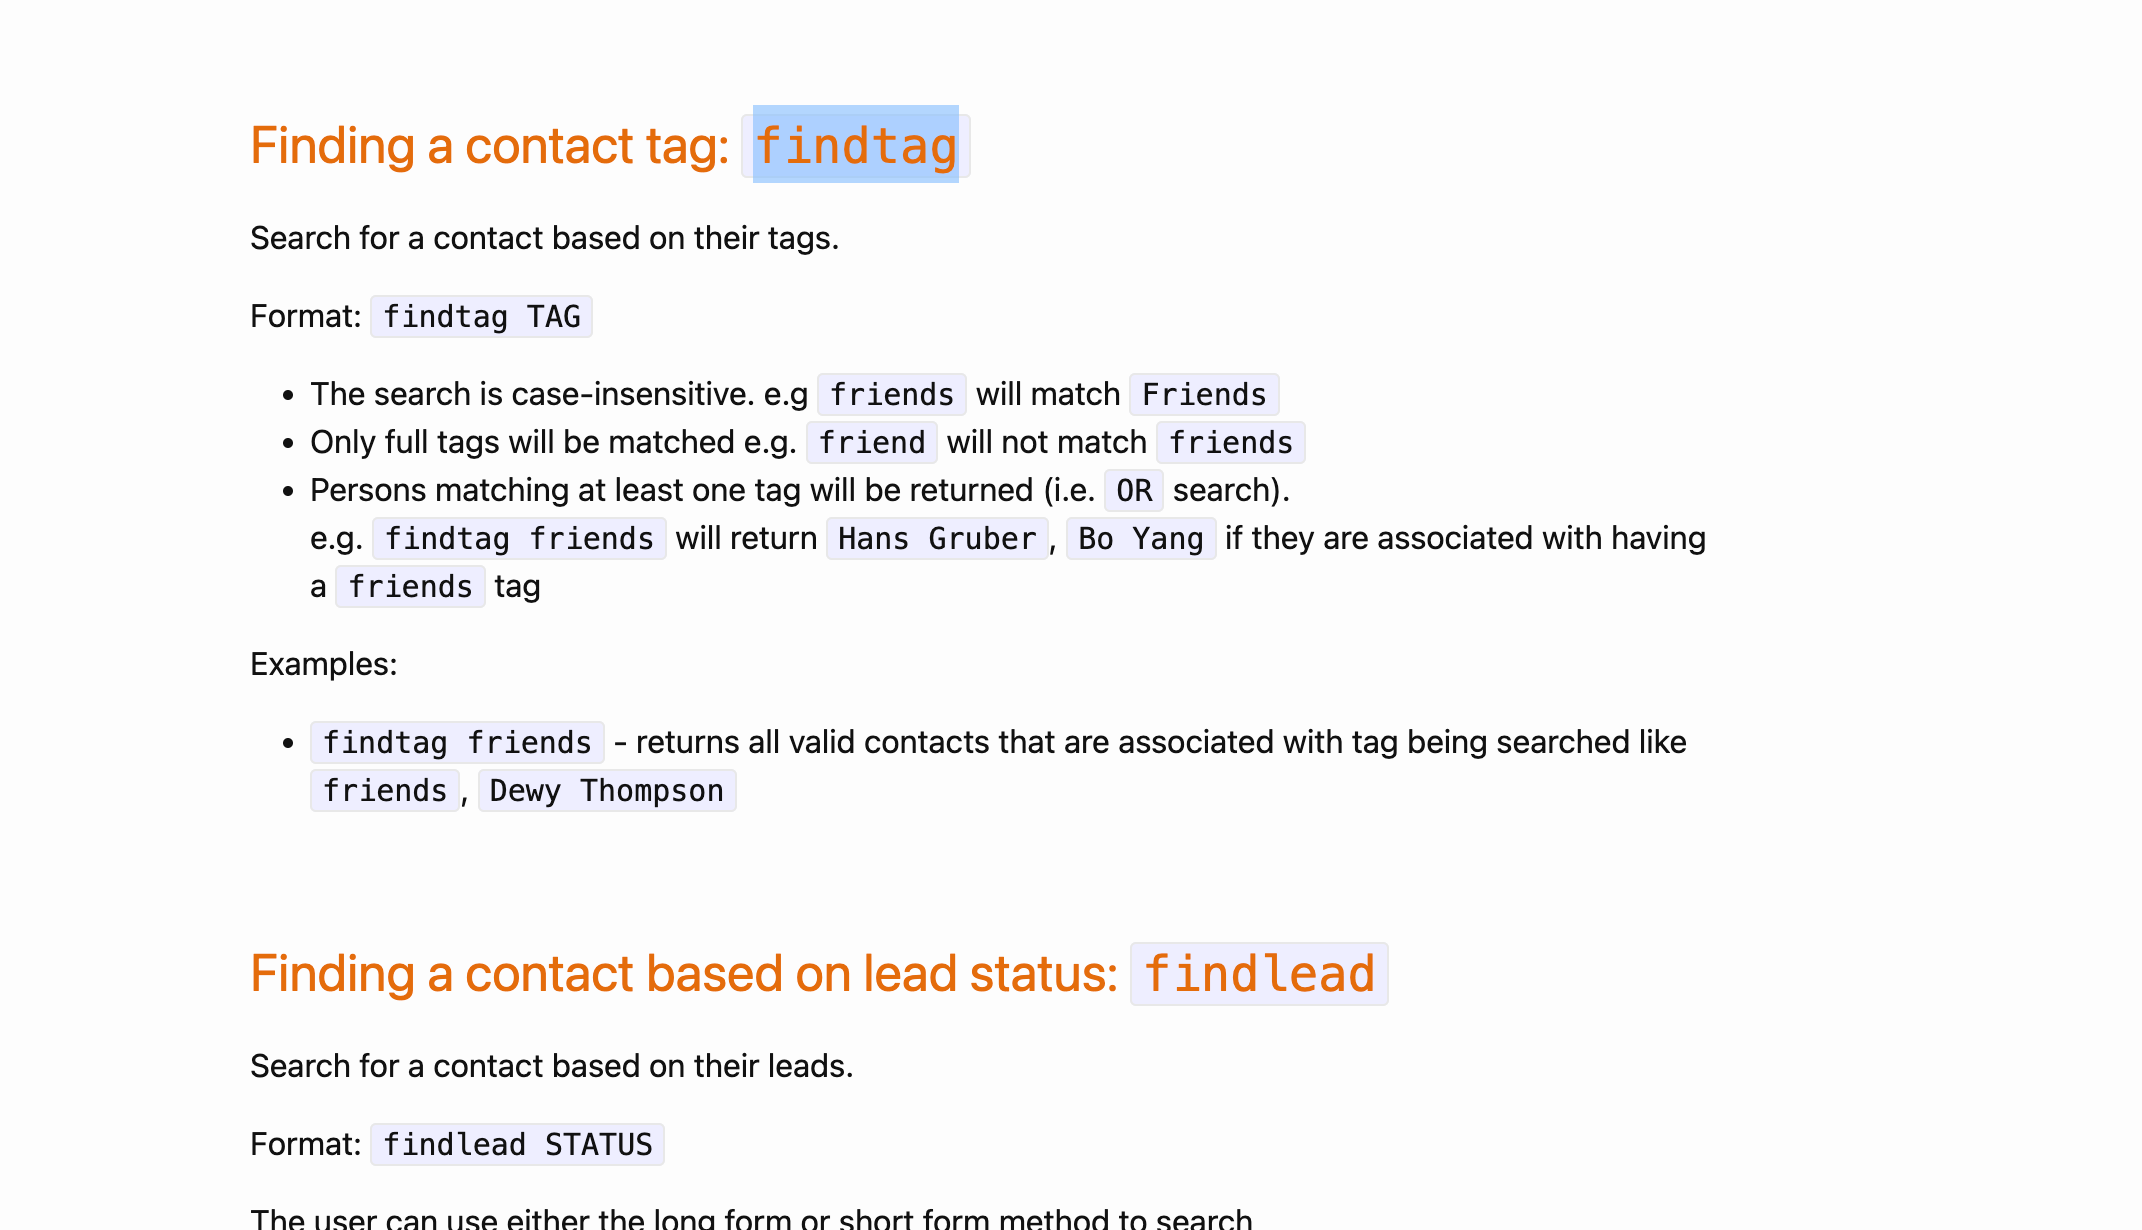 Finding a contact tag: findtag
Search for a contact based on their tags.
Format: findtag TAG
• The search is case-insensitive. e.g friends will match Friends
• Only full tags will be matched e.g. friend will not match friends
• Persons matching at least one tag will be returned (i.e. OR search).
e.g. findtag friends will return Hans Gruber, Bo Yang if they are associated with having
a friends tag
Examples:
• findtag friends - returns all valid contacts that are associated with tag being searched like
friends, Dewy Thompson
Finding a contact based on lead status: findlead
Search for a contact based on their leads.
Format: findlead STATUS
The user can use either the long form or short form method to search